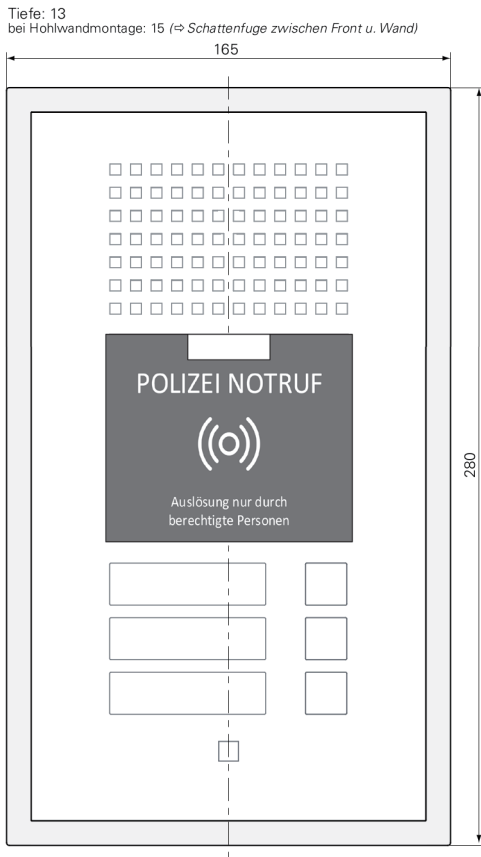 Tiefe: 13
bei Hohlwandmontage: 15 (⇨ Schattenfuge zwischen Front u. Wand)
165
POLIZEI NOTRUF
Auslösung nur durch
berechtigte Personen
280